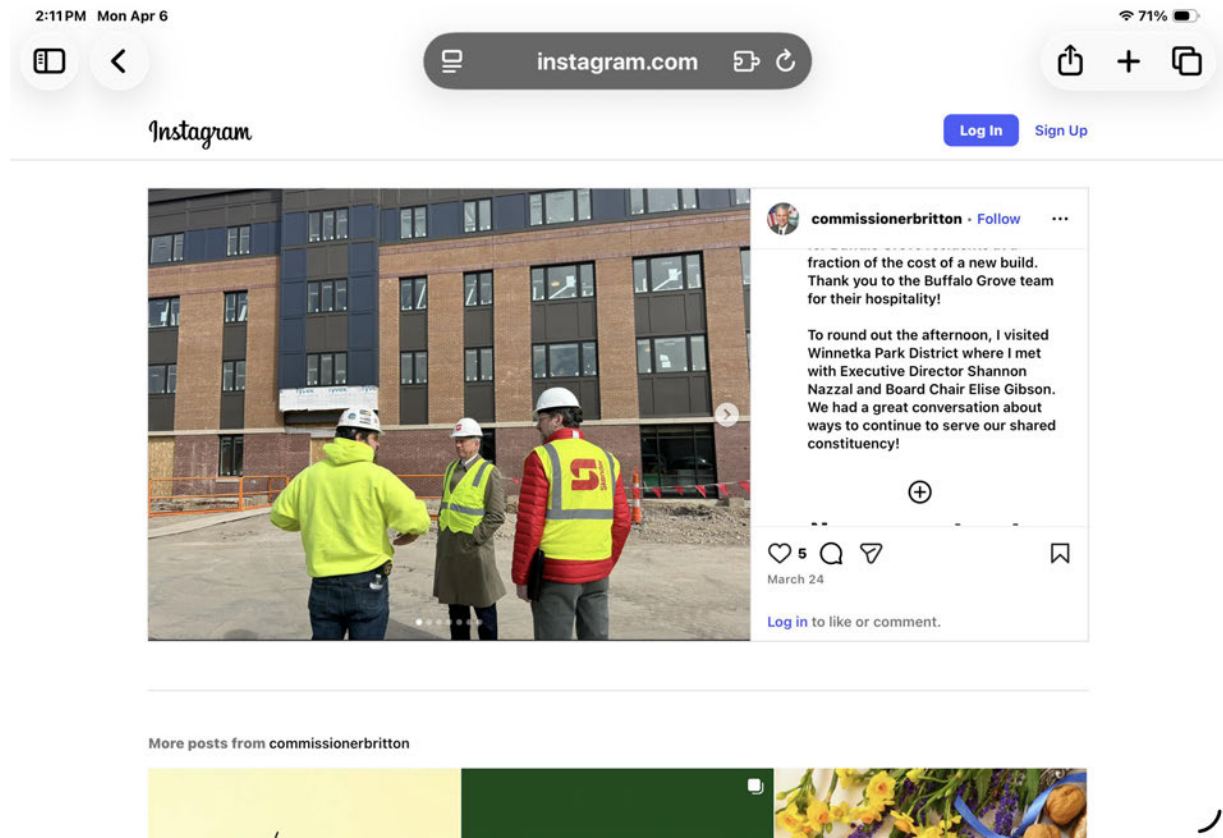 2:11 PM Mon Apr 6
71%
instagram.com
Instagram
Log In
Sign Up
commissionerbritton • Follow
fraction of the cost of a new build.
Thank you to the Buffalo Grove team
for their hospitality!
To round out the afternoon, I visited
Winnetka Park District where I met
with Executive Director Shannon
Nazzal and Board Chair Elise Gibson.
We had a great conversation about
ways to continue to serve our shared
constituency!
5
March 24
Log in to like or comment.
More posts from commissionerbritton
Skender